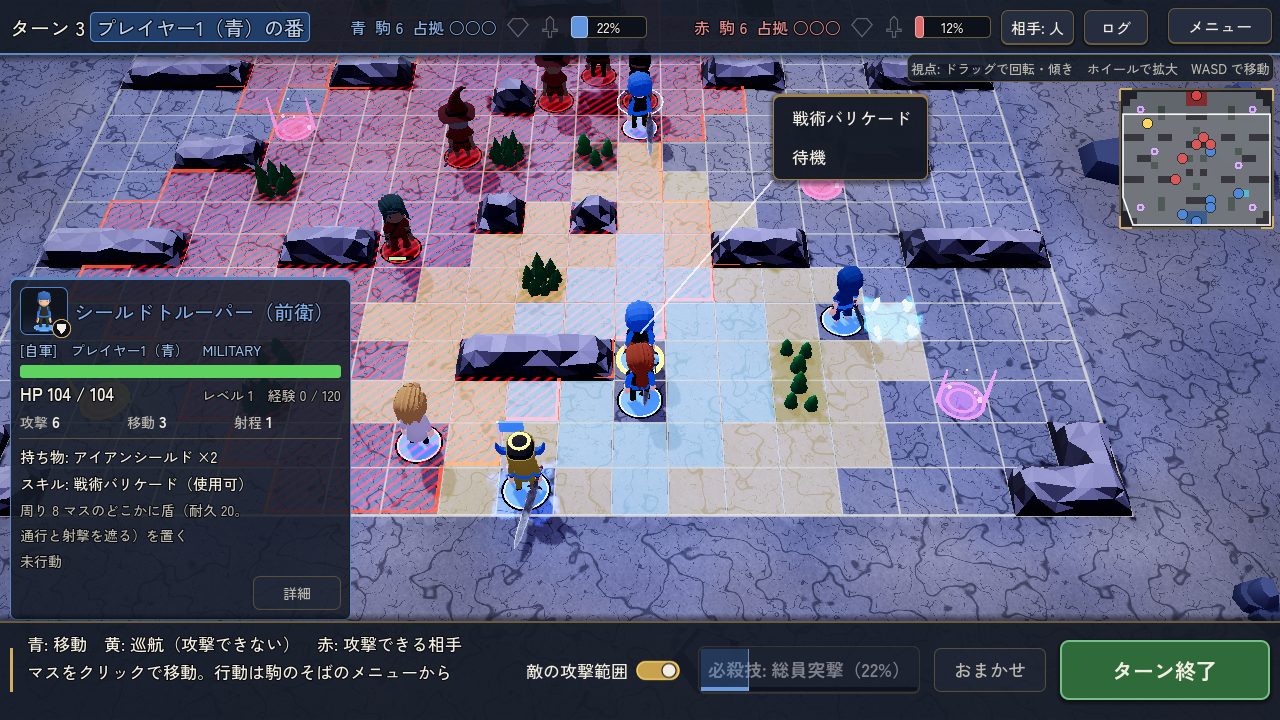 ターン 3 プレイヤー1（青）の番 青 駒 6 占拠 〇〇〇 22% 赤 駒 6 占拠 〇〇〇 12% 相手: 人 ログ メニュー
視点: ドラッグで回転・傾き ホイールで拡大 WASD で移動
戦術バリケード
待機
シールドトルーパー（前衛）
[自軍] プレイヤー1（青） MILITARY
HP 104 / 104 レベル 1 経験 0 / 120
攻撃 6 移動 3 射程 1
持ち物: アイアンシールド ×2
スキル: 戦術バリケード（使用可）
周り 8 マスのどこかに盾（耐久 20。
通行と射撃を遮る）を置く
未行動
詳細
青: 移動 黄: 巡航（攻撃できない） 赤: 攻撃できる相手
マスをクリックで移動。行動は駒のそばのメニューから
敵の攻撃範囲 必殺技: 総員突撃（22%） おまかせ ターン終了